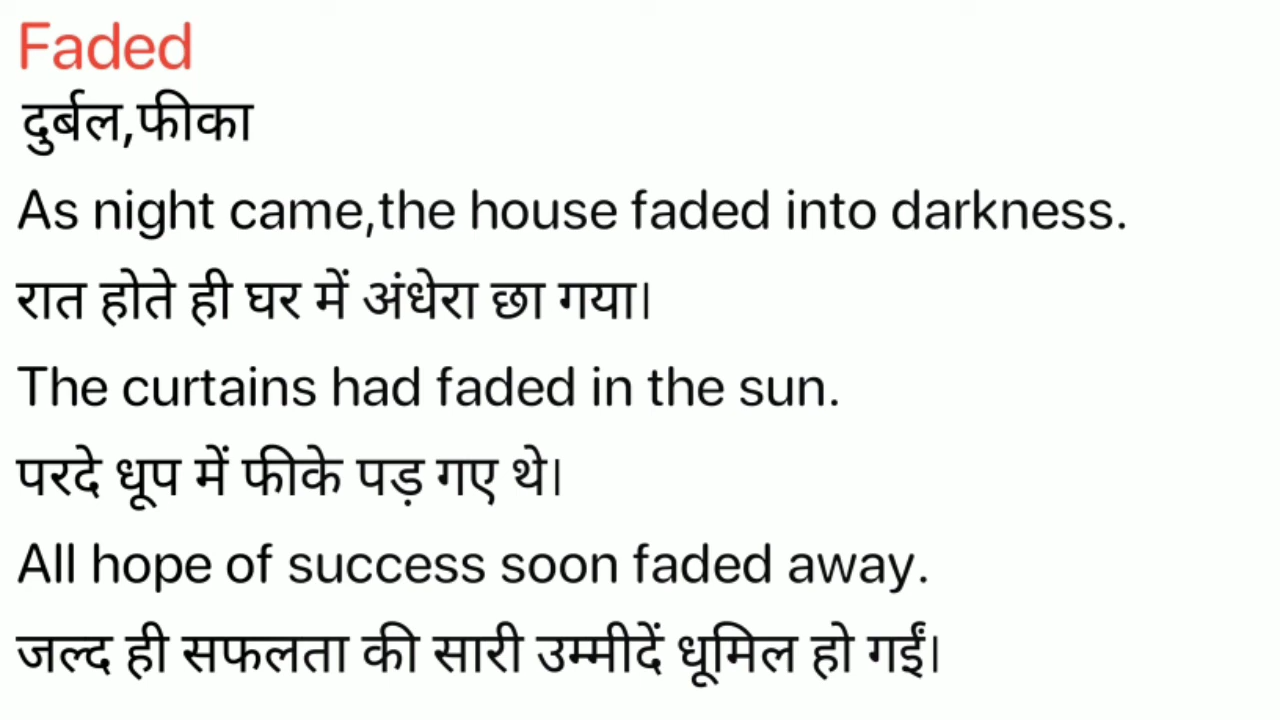 Faded
दुर्बल,फीका
As night came,the house faded into darkness.
रात होते ही घर में अंधेरा छा गया।
The curtains had faded in the sun.
परदे धूप में फीके पड़ गए थे।
All hope of success soon faded away.
जल्द ही सफलता की सारी उम्मीदें धूमिल हो गईं।